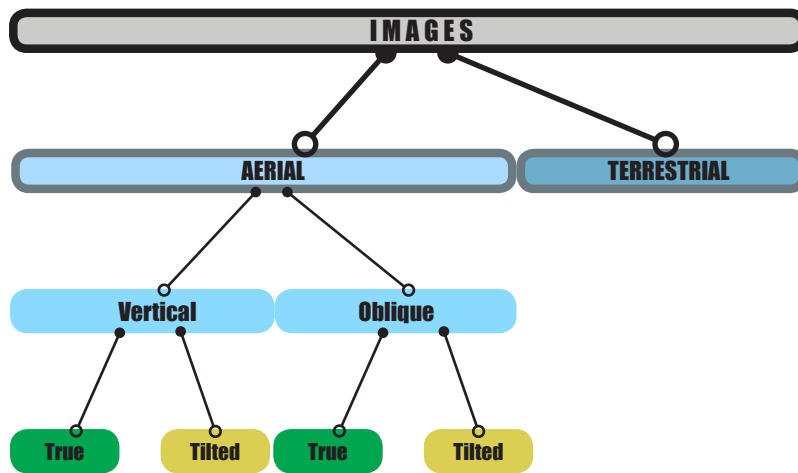 IMAGES
AERIAL TERRESTRIAL
Vertical Oblique
True Tilted True Tilted